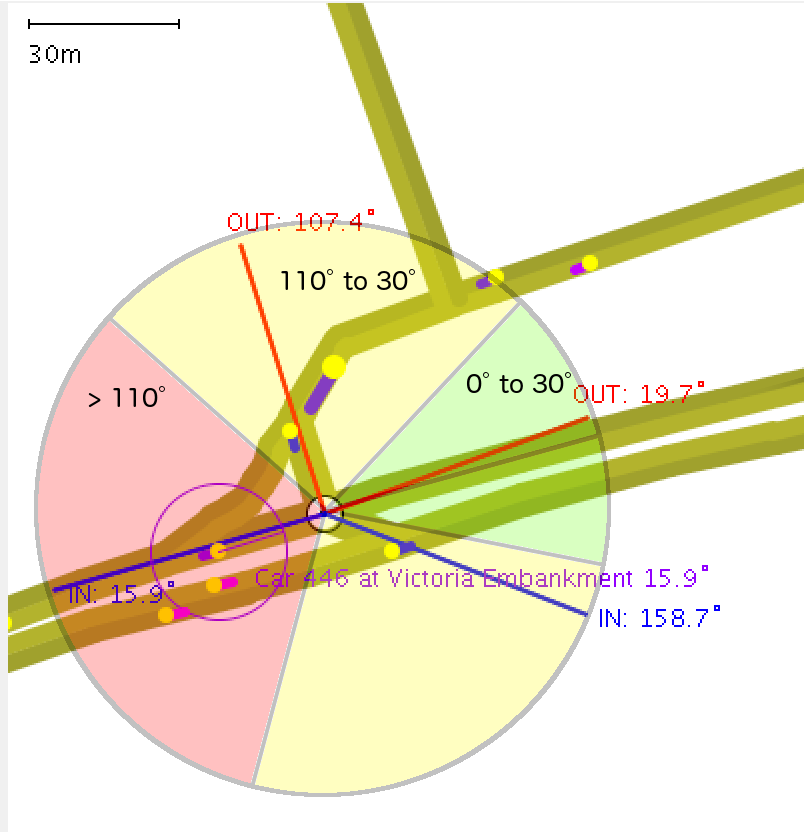 30m
OUT: 107.4°
110° to 30°
0° to 30°
OUT: 19.7°
> 110°
Car 446 at Victoria Embankment 15.9°
IN: 15.9°
IN: 158.7°